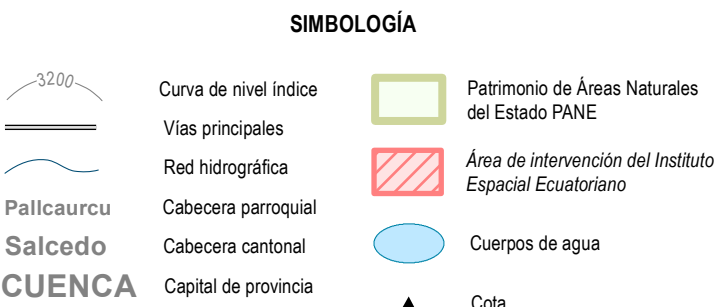 SIMBOLOGÍA
3200
Curva de nivel índice
Vías principales
Red hidrográfica
Pallcaurcu
Cabecera parroquial
Salcedo
Cabecera cantonal
CUENCA
Capital de provincia
Patrimonio de Áreas Naturales
del Estado PANE
Área de intervención del Instituto
Espacial Ecuatoriano
Cuerpos de agua
Cota